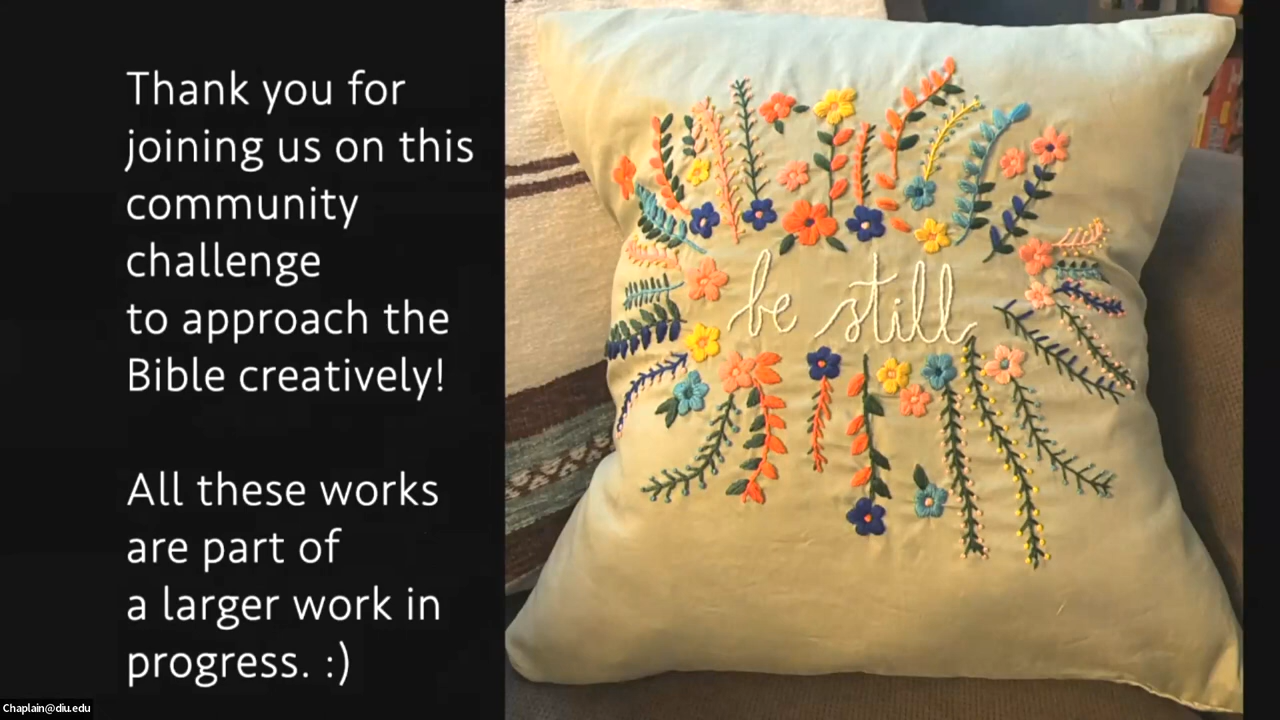 Thank you for
joining us on this
community
challenge
to approach the
Bible creatively!
All these works
are part of
a larger work in
progress. :)
be still
Chaplain@diu.edu